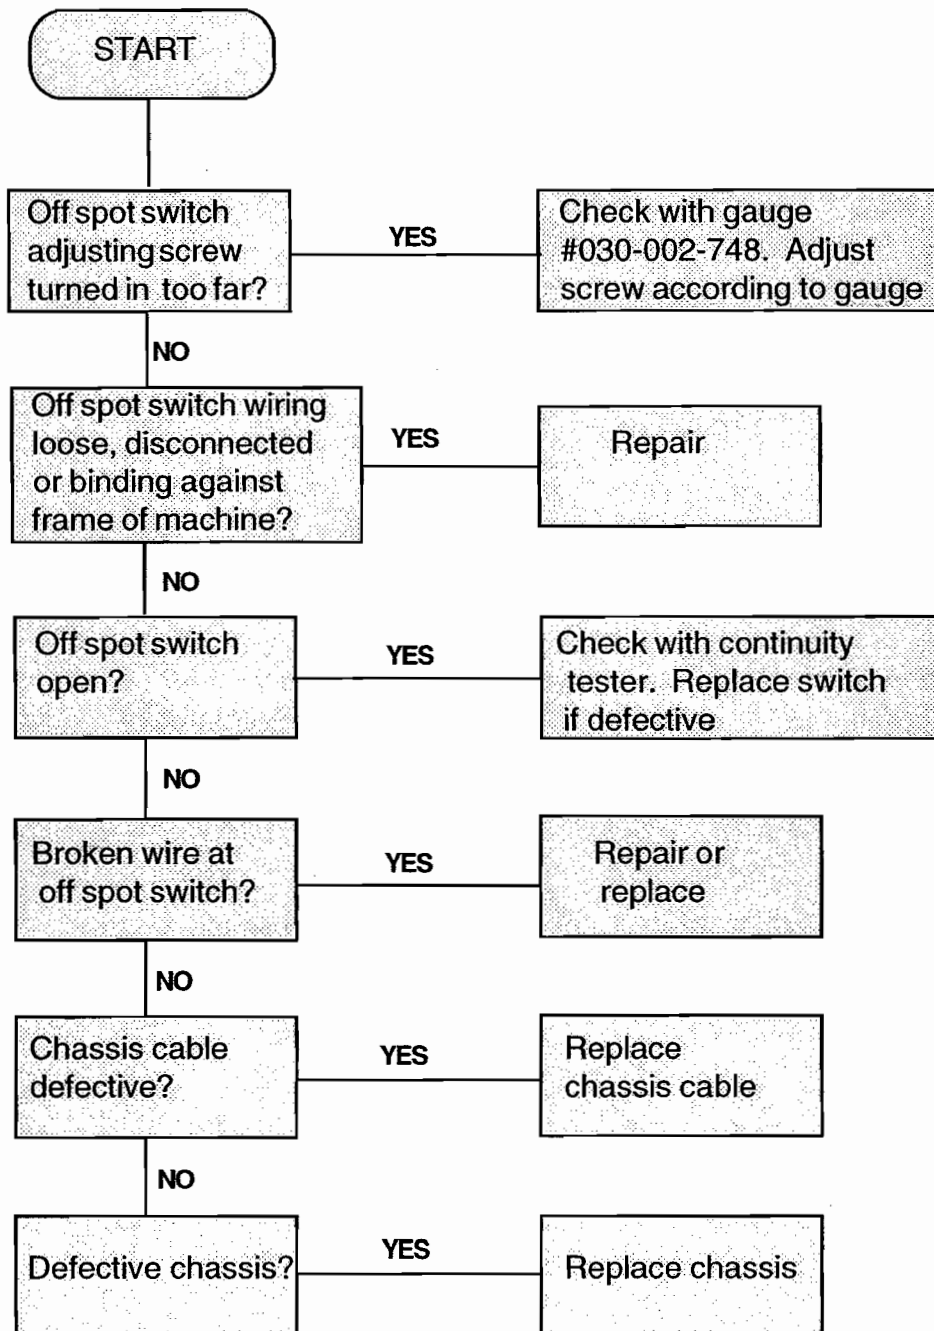 START
Off spot switch
adjusting screw
turned in too far?
YES
Check with gauge
#030-002-748. Adjust
screw according to gauge
NO
Off spot switch wiring
loose, disconnected
or binding against
frame of machine?
YES
Repair
NO
Off spot switch
open?
YES
Check with continuity
tester. Replace switch
if defective
NO
Broken wire at
off spot switch?
YES
Repair or
replace
NO
Chassis cable
defective?
YES
Replace
chassis cable
NO
Defective chassis?
YES
Replace chassis